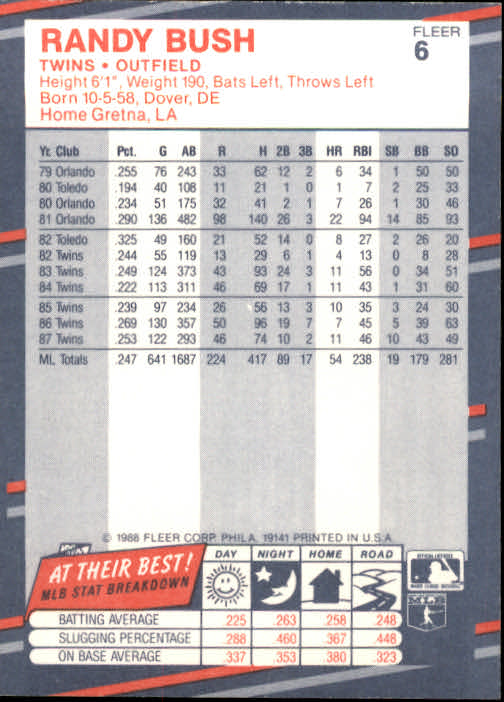 RANDY BUSH
FLEER
6
TWINS • OUTFIELD
Height 6'1", Weight 190, Bats Left, Throws Left
Born 10-5-58, Dover, DE
Home Gretna, LA
Yr. Club Pct. G AB R H 2B 3B HR RBI SB BB SO
79 Orlando .255 76 243 33 62 12 2 6 34 1 50 50
80 Toledo .194 40 108 11 21 1 0 1 7 2 25 33
80 Orlando .234 51 175 32 41 2 1 7 26 1 30 46
81 Orlando .290 136 482 98 140 26 3 22 94 14 85 93
82 Toledo .325 49 160 21 52 14 0 8 27 2 26 20
82 Twins .244 55 119 13 29 6 1 4 13 0 8 28
83 Twins .249 124 373 43 93 24 3 11 56 0 34 51
84 Twins .222 113 311 46 69 17 1 11 43 1 31 60
85 Twins .239 97 234 26 56 13 3 10 35 3 24 30
86 Twins .269 130 357 50 96 19 7 7 45 5 39 63
87 Twins .253 122 293 46 74 10 2 11 46 10 43 49
ML Totals .247 641 1687 224 417 89 17 54 238 19 179 281
© 1988 FLEER CORP. PHILA. 19141 PRINTED IN U.S.A.
AT THEIR BEST!
MLB STAT BREAKDOWN
DAY NIGHT HOME ROAD
BATTING AVERAGE .225 .263 .258 .248
SLUGGING PERCENTAGE .288 .460 .367 .448
ON BASE AVERAGE .337 .353 .380 .323